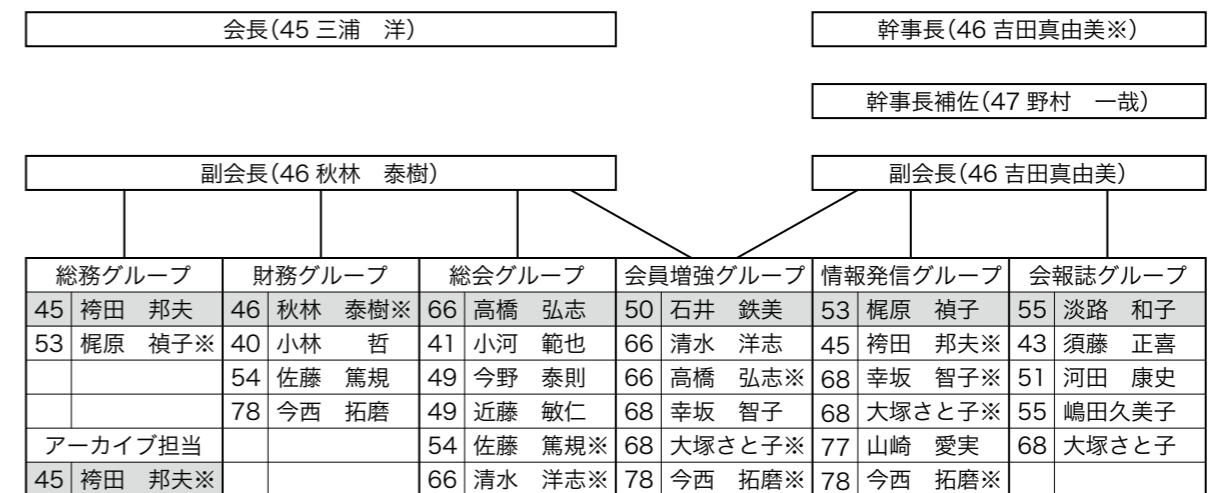 会長（45 三浦　洋）　幹事長（46 吉田真由美※）
幹事長補佐（47 野村　一哉）
副会長（46 秋林　泰樹）　副会長（46 吉田真由美）
総務グループ　財務グループ　総会グループ　会員増強グループ　情報発信グループ　会報誌グループ
45 袴田　邦夫　46 秋林　泰樹※　66 高橋　弘志　50 石井　鉄美　53 梶原　禎子　55 淡路　和子
53 梶原　禎子※　40 小林　哲　41 小河　範也　66 清水　洋志　45 袴田　邦夫※　43 須藤　正喜
54 佐藤　篤規　49 今野　泰則　66 高橋　弘志※　68 幸坂　智子※　51 河田　康史
78 今西　拓磨　49 近藤　敏仁　68 幸坂　智子　68 大塚さと子※　55 嶋田久美子
アーカイブ担当　54 佐藤　篤規※　68 大塚さと子※　77 山崎　愛実　68 大塚さと子
45 袴田　邦夫※　66 清水　洋志※　78 今西　拓磨※　78 今西　拓磨※